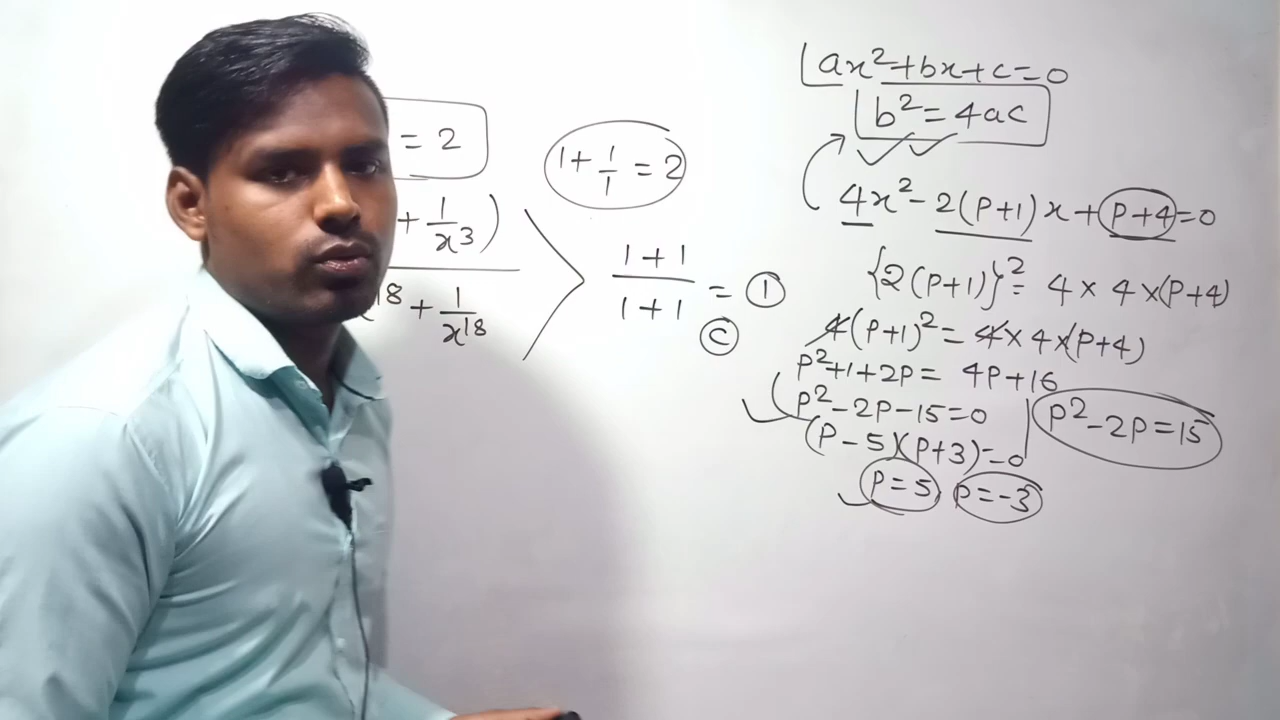 = 2
+ 1/x³)
18 + 1/x¹⁸
1 + 1/1 = 2
1+1
1+1
= 1
C
ax²+bx+c=0
b²=4ac
4x²-2(P+1)x+P+4=0
{2(P+1)}²= 4×4×(P+4)
4(P+1)²=4×4×(P+4)
P²+1+2P= 4P+16
P²-2P-15=0
P²-2P=15
(P-5)(P+3)=0
P=5 P=-3